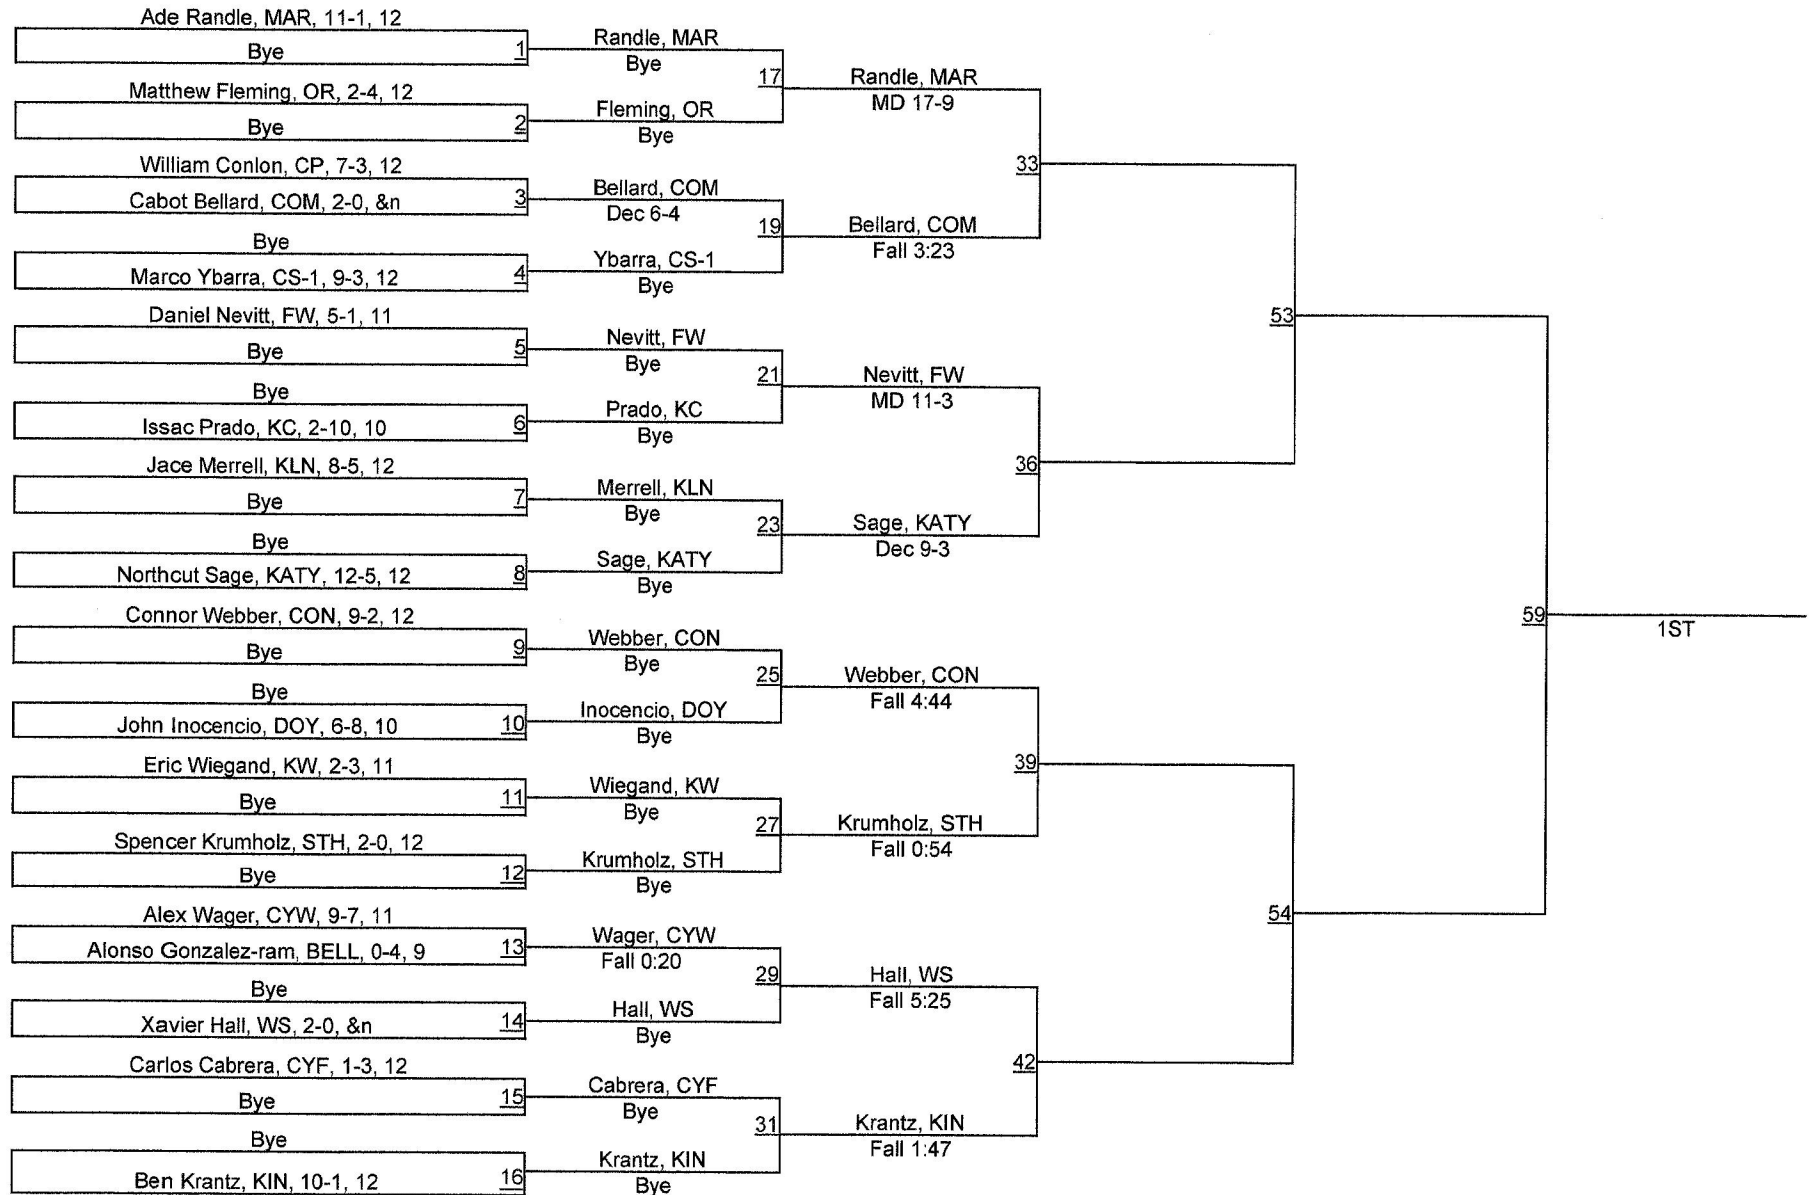 Ade Randle, MAR, 11-1, 12
Bye
1
Matthew Fleming, OR, 2-4, 12
Bye
2
William Conlon, CP, 7-3, 12
Cabot Bellard, COM, 2-0, &n
3
Bye
Marco Ybarra, CS-1, 9-3, 12
4
Daniel Nevitt, FW, 5-1, 11
Bye
5
Bye
Issac Prado, KC, 2-10, 10
6
Jace Merrell, KLN, 8-5, 12
Bye
7
Bye
Northcut Sage, KATY, 12-5, 12
8
Connor Webber, CON, 9-2, 12
Bye
9
Bye
John Inocencio, DOY, 6-8, 10
10
Eric Wiegand, KW, 2-3, 11
Bye
11
Spencer Krumholz, STH, 2-0, 12
Bye
12
Alex Wager, CYW, 9-7, 11
Alonso Gonzalez-ram, BELL, 0-4, 9
13
Bye
Xavier Hall, WS, 2-0, &n
14
Carlos Cabrera, CYF, 1-3, 12
Bye
15
Bye
Ben Krantz, KIN, 10-1, 12
16
Randle, MAR
Bye
17
Fleming, OR
Bye
Bellard, COM
Dec 6-4
19
Ybarra, CS-1
Bye
Nevitt, FW
Bye
21
Prado, KC
Bye
Merrell, KLN
Bye
23
Sage, KATY
Bye
Webber, CON
Bye
25
Inocencio, DOY
Bye
Wiegand, KW
Bye
27
Krumholz, STH
Bye
Wager, CYW
Fall 0:20
29
Hall, WS
Bye
Cabrera, CYF
Bye
31
Krantz, KIN
Bye
Randle, MAR
MD 17-9
33
Bellard, COM
Fall 3:23
Nevitt, FW
MD 11-3
36
Sage, KATY
Dec 9-3
Webber, CON
Fall 4:44
39
Krumholz, STH
Fall 0:54
Hall, WS
Fall 5:25
42
Krantz, KIN
Fall 1:47
53
54
59
1ST